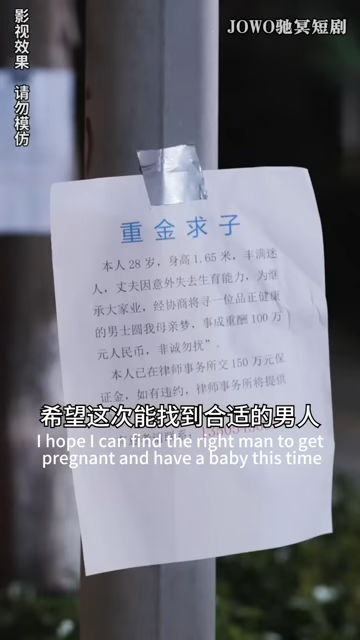 JOWO驰冥短剧
影视效果 请勿模仿
重金求子
本人28岁，身高1.65米，丰满迷
人，丈夫因意外失去生育能力，为继
承大家业，经协商将寻一位品正健康
的男士圆我母亲梦，事成重酬100万
元人民币，非诚勿扰”。
本人已在律师事务所交150万元保
证金，如有违约，律师事务所将提供
希望这次能找到合适的男人
I hope I can find the right man to get
pregnant and have a baby this time